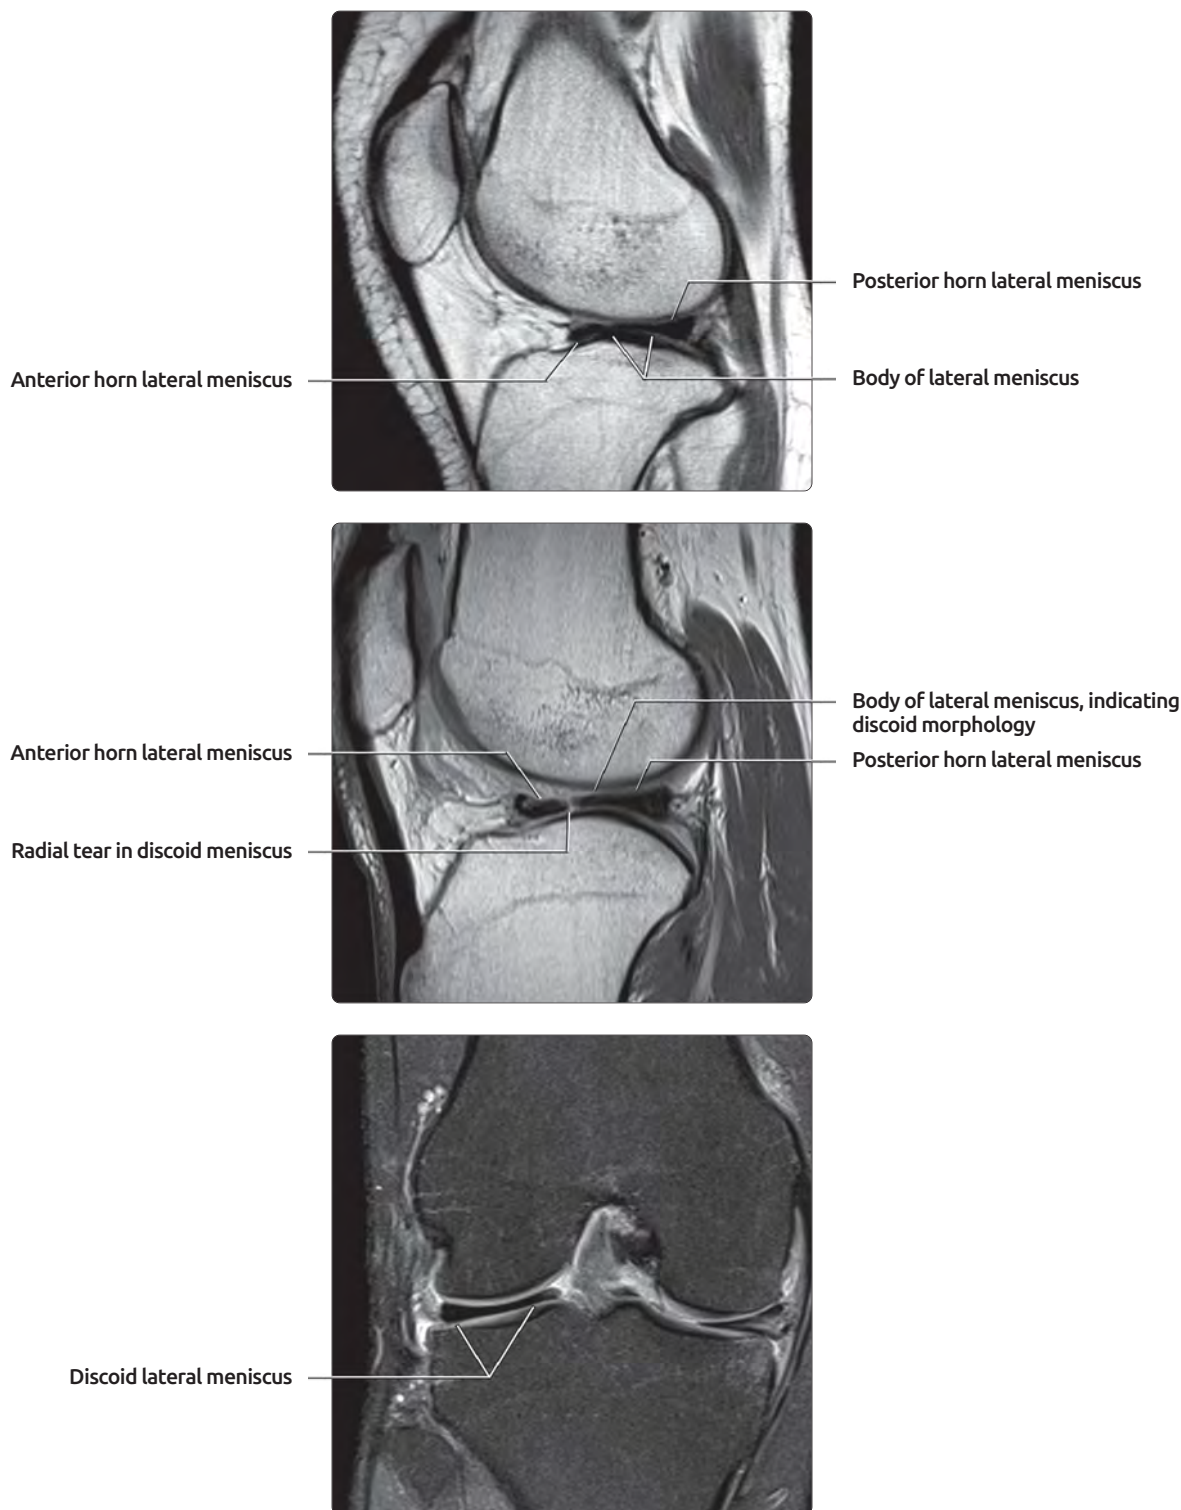 Posterior horn lateral meniscus
Anterior horn lateral meniscus
Body of lateral meniscus
Body of lateral meniscus, indicating
discoid morphology
Anterior horn lateral meniscus
Posterior horn lateral meniscus
Radial tear in discoid meniscus
Discoid lateral meniscus